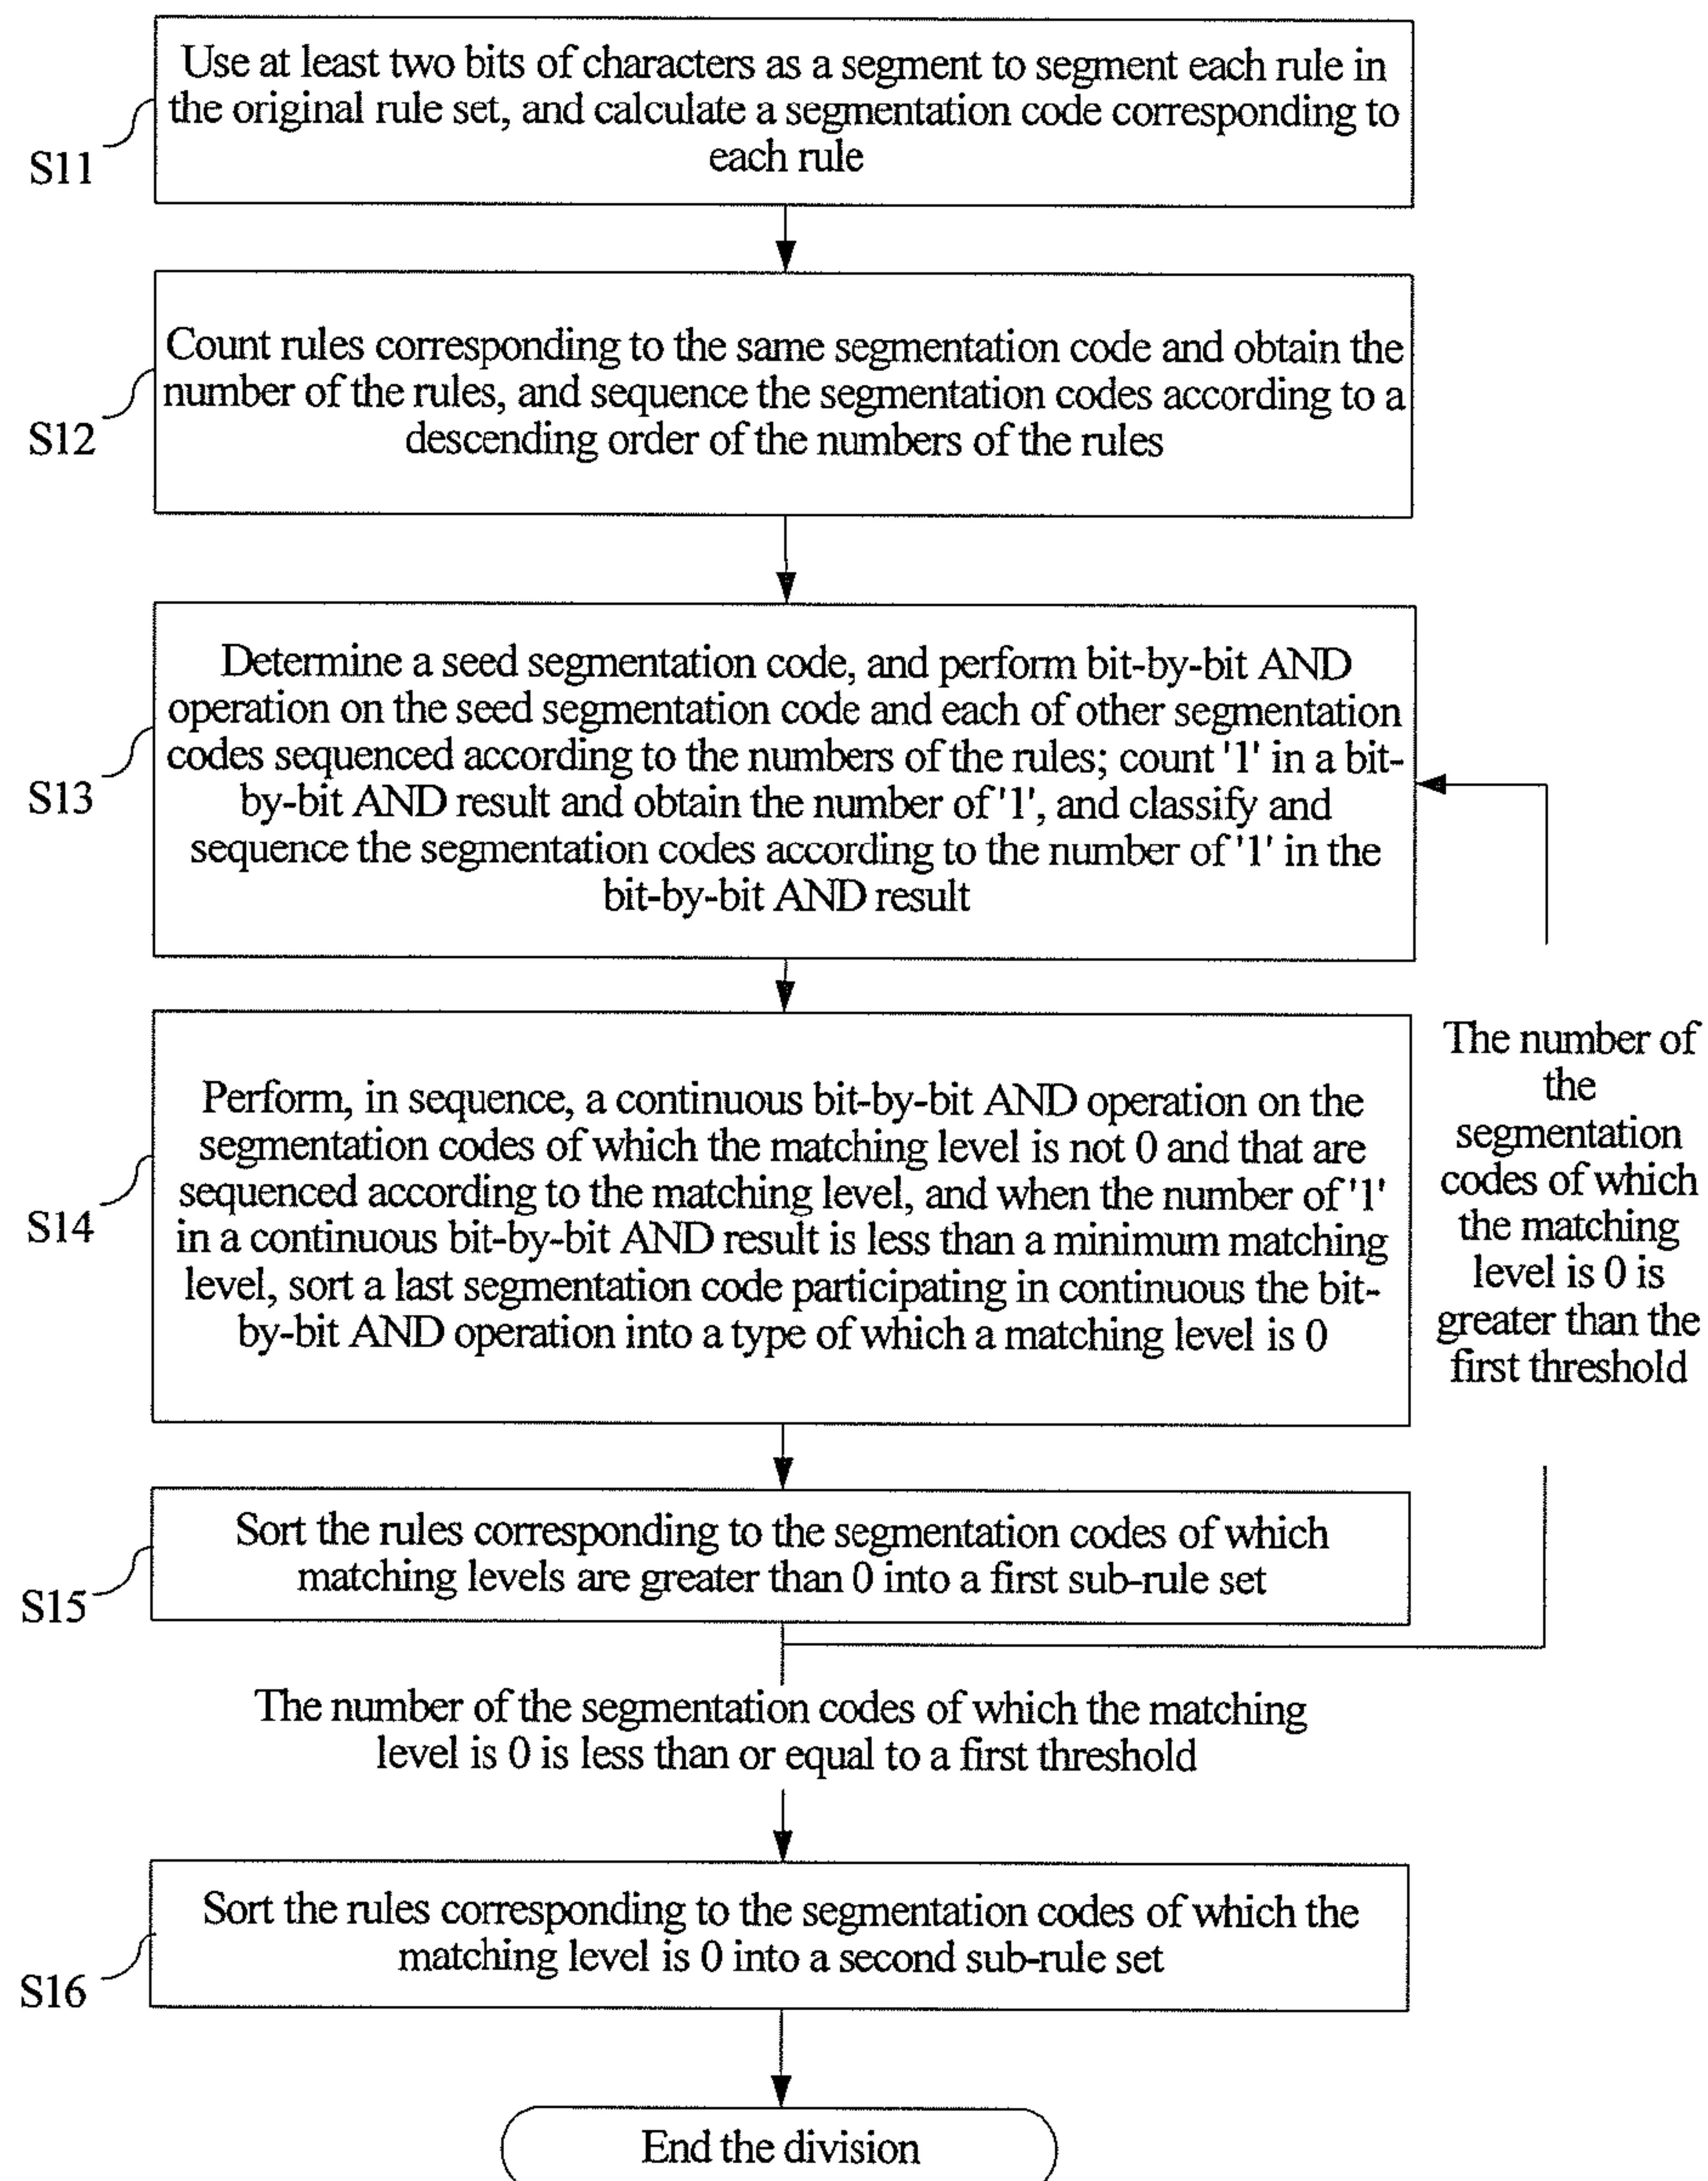 Use at least two bits of characters as a segment to segment each rule in
the original rule set, and calculate a segmentation code corresponding to
each rule
S11
Count rules corresponding to the same segmentation code and obtain the
number of the rules, and sequence the segmentation codes according to a
descending order of the numbers of the rules
S12
Determine a seed segmentation code, and perform bit-by-bit AND
operation on the seed segmentation code and each of other segmentation
codes sequenced according to the numbers of the rules; count '1' in a bit-
by-bit AND result and obtain the number of '1', and classify and
sequence the segmentation codes according to the number of '1' in the
bit-by-bit AND result
S13
Perform, in sequence, a continuous bit-by-bit AND operation on the
segmentation codes of which the matching level is not 0 and that are
sequenced according to the matching level, and when the number of '1'
in a continuous bit-by-bit AND result is less than a minimum matching
level, sort a last segmentation code participating in continuous the bit-
by-bit AND operation into a type of which a matching level is 0
S14
The number of
the
segmentation
codes of which
the matching
level is 0 is
greater than the
first threshold
Sort the rules corresponding to the segmentation codes of which
matching levels are greater than 0 into a first sub-rule set
S15
The number of the segmentation codes of which the matching
level is 0 is less than or equal to a first threshold
Sort the rules corresponding to the segmentation codes of which the
matching level is 0 into a second sub-rule set
S16
End the division